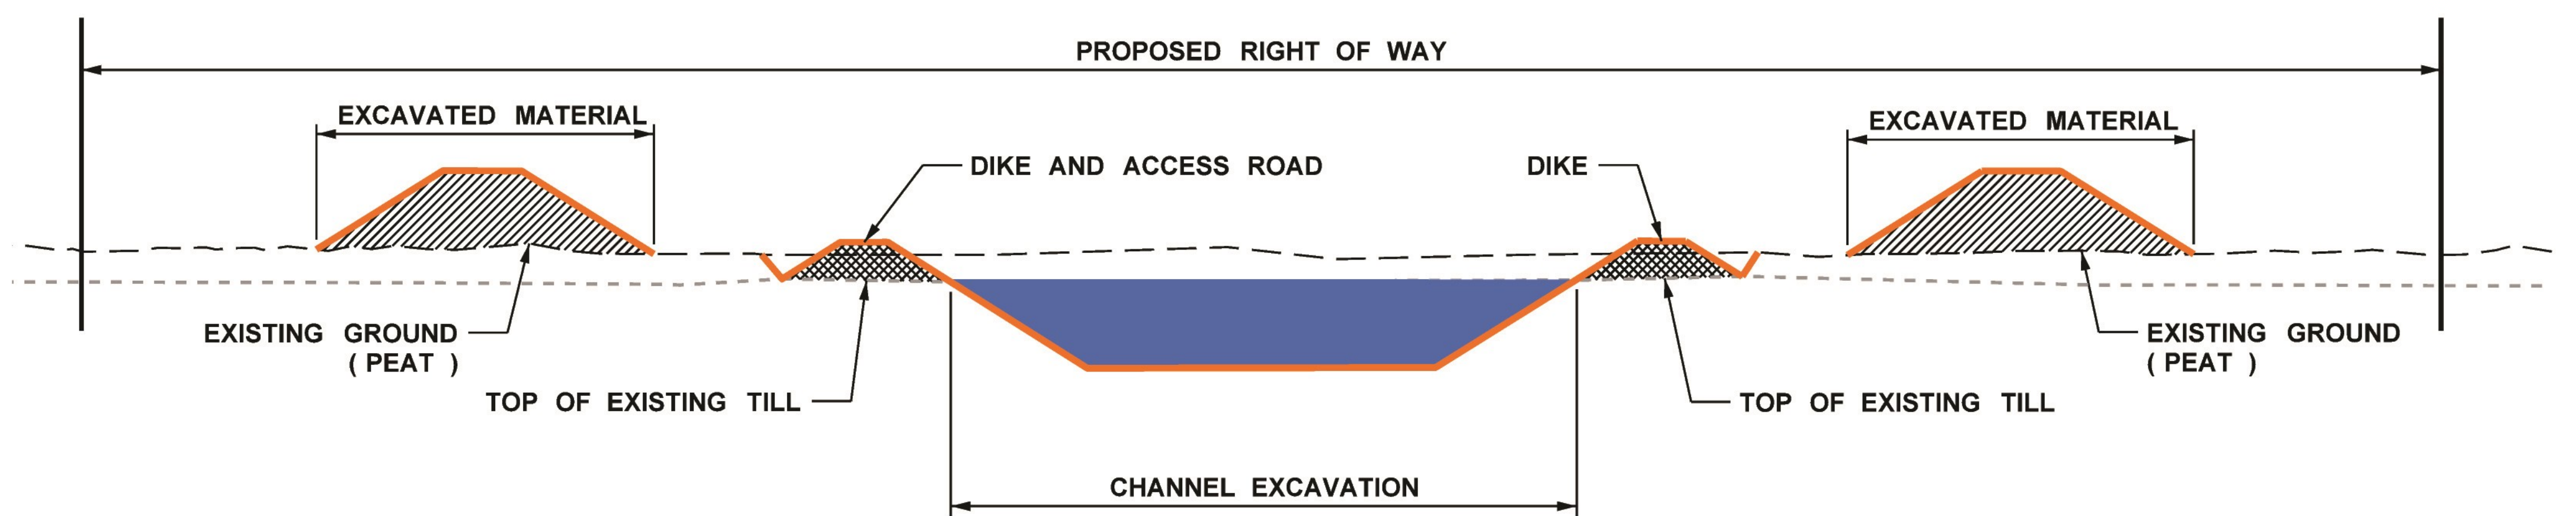 PROPOSED RIGHT OF WAY
EXCAVATED MATERIAL
EXCAVATED MATERIAL
DIKE AND ACCESS ROAD
DIKE
EXISTING GROUND
( PEAT )
EXISTING GROUND
( PEAT )
TOP OF EXISTING TILL
TOP OF EXISTING TILL
CHANNEL EXCAVATION